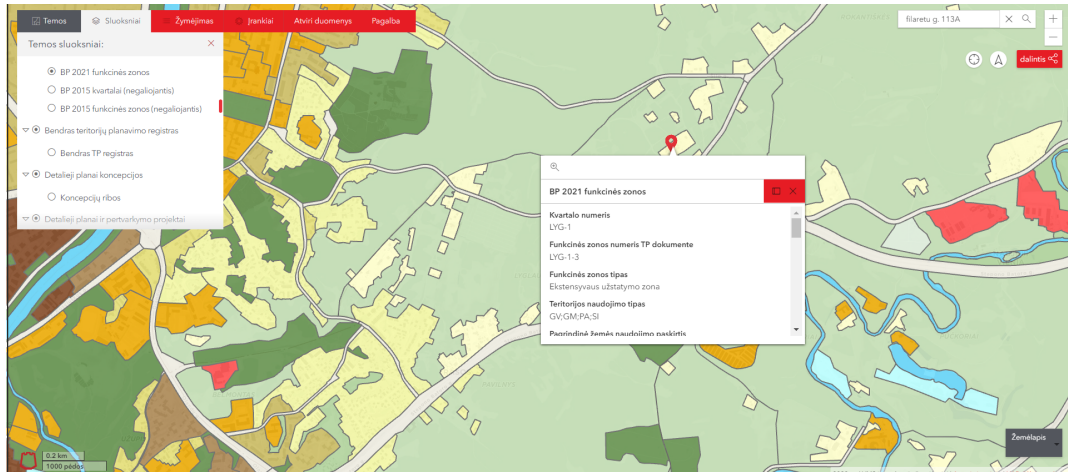 Temos
Sluoksniai
Žymėjimas
Įrankiai
Atviri duomenys
Pagalba
filaretu g. 113A
dalintis
Temos sluoksniai:
BP 2021 funkcinės zonos
BP 2015 kvartalai (negaliojantis)
BP 2015 funkcinės zonos (negaliojantis)
Bendras teritorijų planavimo registras
Bendras TP registras
Detalieji planai koncepcijos
Koncepcijų ribos
Detalieji planai ir pertvarkymo projektai
BP 2021 funkcinės zonos
Kvartalo numeris
LYG-1
Funkcinės zonos numeris TP dokumente
LYG-1-3
Funkcinės zonos tipas
Ekstensyvaus užstatymo zona
Teritorijos naudojimo tipas
GV;GM;PA;SI
Pagrindinė žemės naudojimo paskirtis
0.2 km
1000 pėdos
Žemėlapis